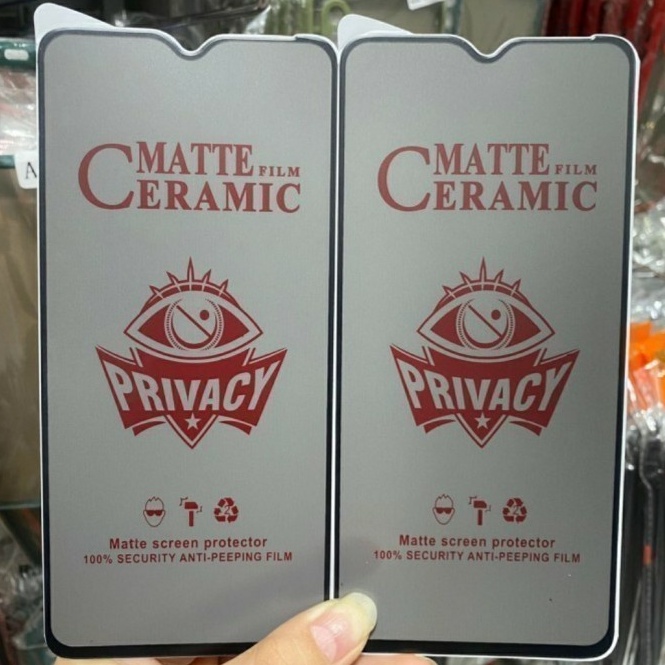 MATTE FILM
CERAMIC
PRIVACY
Matte screen protector
100% SECURITY ANTI-PEEPING FILM
MATTE FILM
CERAMIC
PRIVACY
Matte screen protector
100% SECURITY ANTI-PEEPING FILM
A